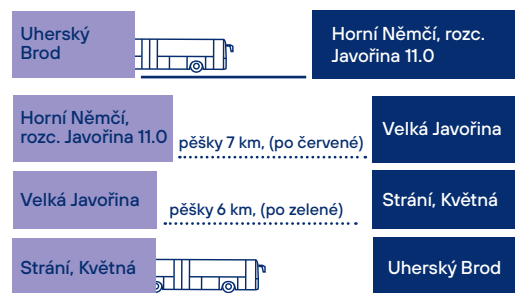 Uherský
Brod
Horní Němčí, rozc.
Javořina 11.0
Horní Němčí,
rozc. Javořina 11.0
pěšky 7 km, (po červené)
Velká Javořina
Velká Javořina
pěšky 6 km, (po zelené)
Strání, Květná
Strání, Květná
Uherský Brod